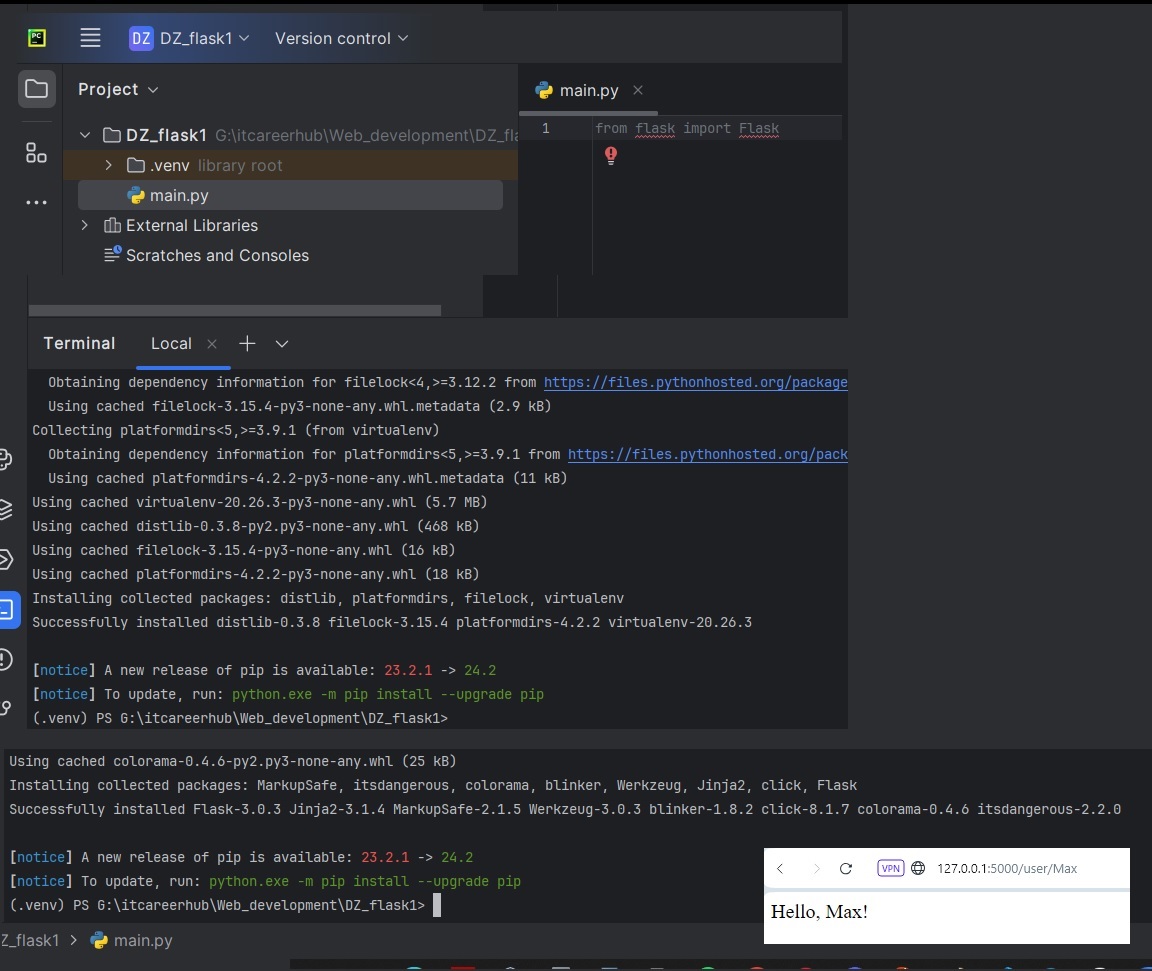 PC
DZ DZ_flask1 Version control
Project
main.py
DZ_flask1 G:\itcareerhub\Web_development\DZ_fla
1 from flask import Flask
.venv library root
main.py
External Libraries
Scratches and Consoles
Terminal Local
Obtaining dependency information for filelock<4,>=3.12.2 from https://files.pythonhosted.org/package
Using cached filelock-3.15.4-py3-none-any.whl.metadata (2.9 kB)
Collecting platformdirs<5,>=3.9.1 (from virtualenv)
Obtaining dependency information for platformdirs<5,>=3.9.1 from https://files.pythonhosted.org/pack
Using cached platformdirs-4.2.2-py3-none-any.whl.metadata (11 kB)
Using cached virtualenv-20.26.3-py3-none-any.whl (5.7 MB)
Using cached distlib-0.3.8-py2.py3-none-any.whl (468 kB)
Using cached filelock-3.15.4-py3-none-any.whl (16 kB)
Using cached platformdirs-4.2.2-py3-none-any.whl (18 kB)
Installing collected packages: distlib, platformdirs, filelock, virtualenv
Successfully installed distlib-0.3.8 filelock-3.15.4 platformdirs-4.2.2 virtualenv-20.26.3
[notice] A new release of pip is available: 23.2.1 -> 24.2
[notice] To update, run: python.exe -m pip install --upgrade pip
(.venv) PS G:\itcareerhub\Web_development\DZ_flask1>
Using cached colorama-0.4.6-py2.py3-none-any.whl (25 kB)
Installing collected packages: MarkupSafe, itsdangerous, colorama, blinker, Werkzeug, Jinja2, click, Flask
Successfully installed Flask-3.0.3 Jinja2-3.1.4 MarkupSafe-2.1.5 Werkzeug-3.0.3 blinker-1.8.2 click-8.1.7 colorama-0.4.6 itsdangerous-2.2.0
[notice] A new release of pip is available: 23.2.1 -> 24.2
[notice] To update, run: python.exe -m pip install --upgrade pip
(.venv) PS G:\itcareerhub\Web_development\DZ_flask1>
VPN 127.0.0.1:5000/user/Max
Hello, Max!
Z_flask1 > main.py